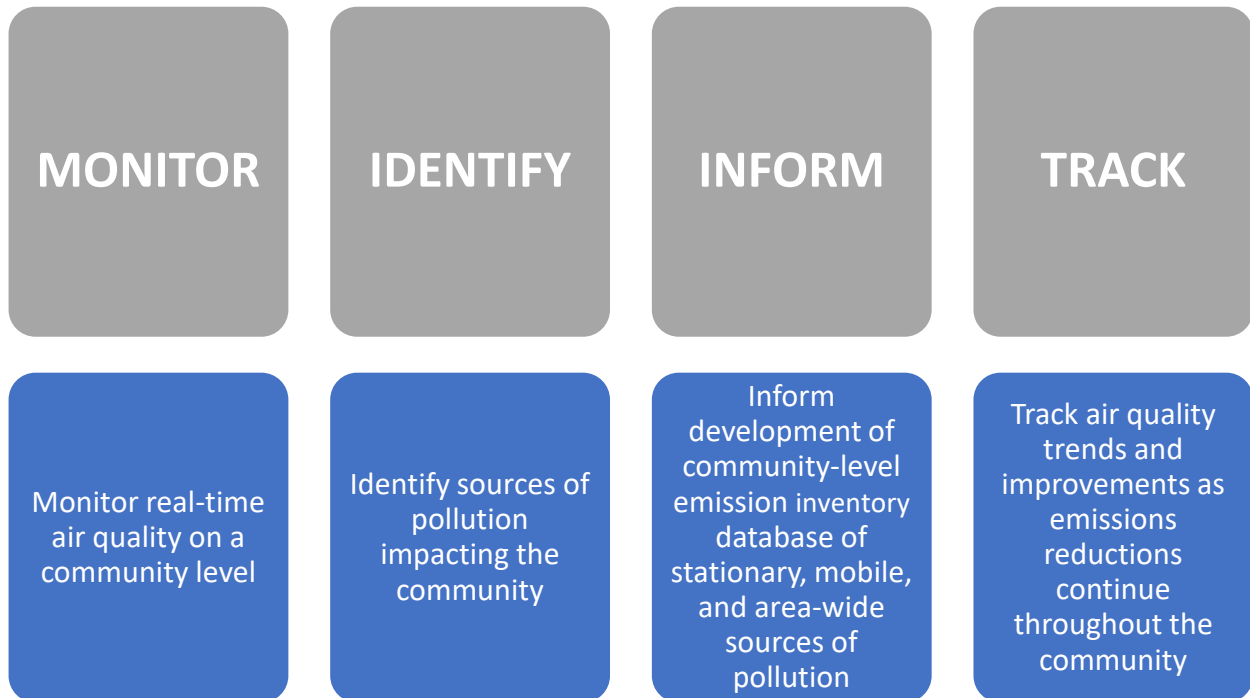 MONITOR
IDENTIFY
INFORM
TRACK
Monitor real-time
air quality on a
community level
Identify sources of
pollution
impacting the
community
Inform
development of
community-level
emission inventory
database of
stationary, mobile,
and area-wide
sources of
pollution
Track air quality
trends and
improvements as
emissions
reductions
continue
throughout the
community